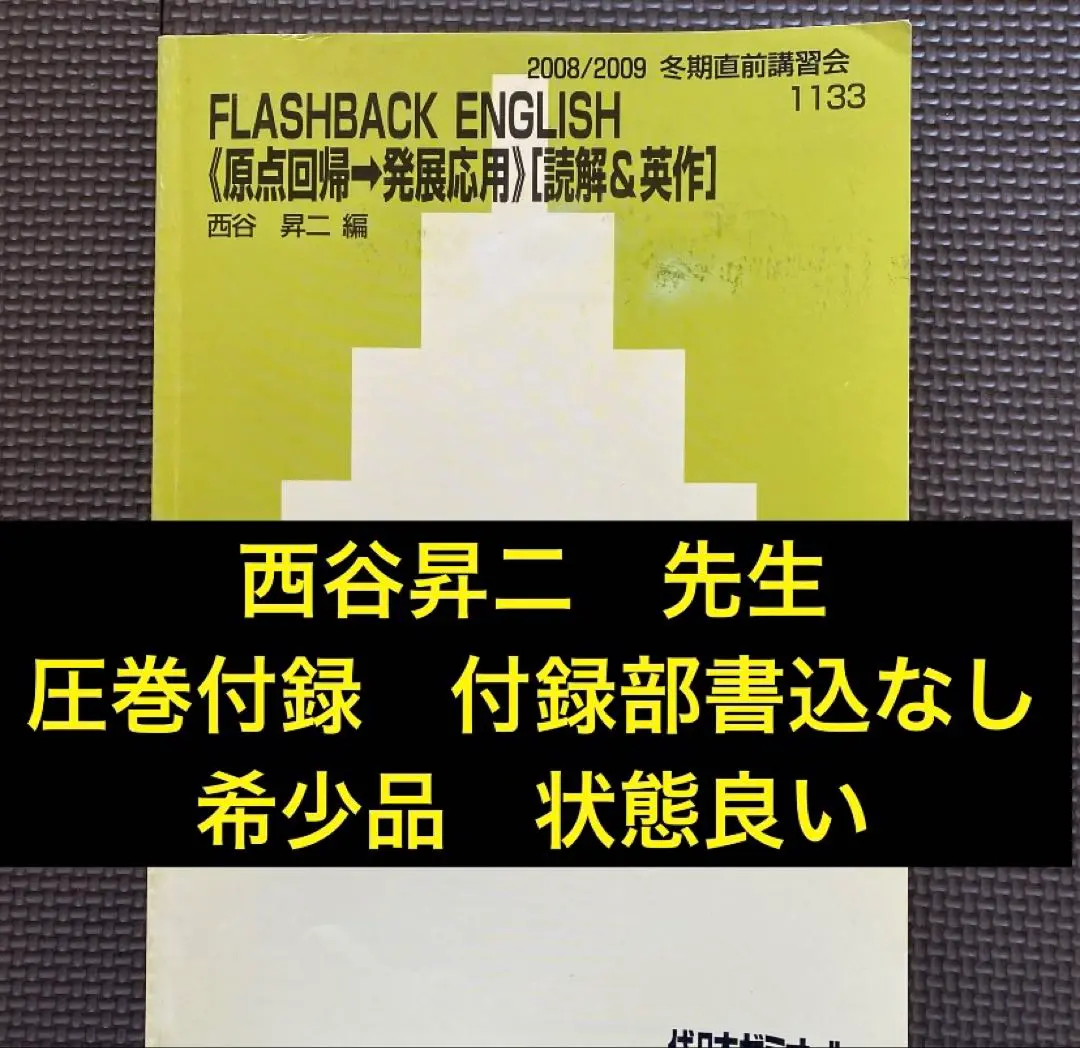 2008/2009 冬期直前講習会
1133
FLASHBACK ENGLISH
《原点回帰➡発展応用》[読解&英作]
西谷 昇二 編
西谷昇二 先生
圧巻付録 付録部書込なし
希少品 状態良い